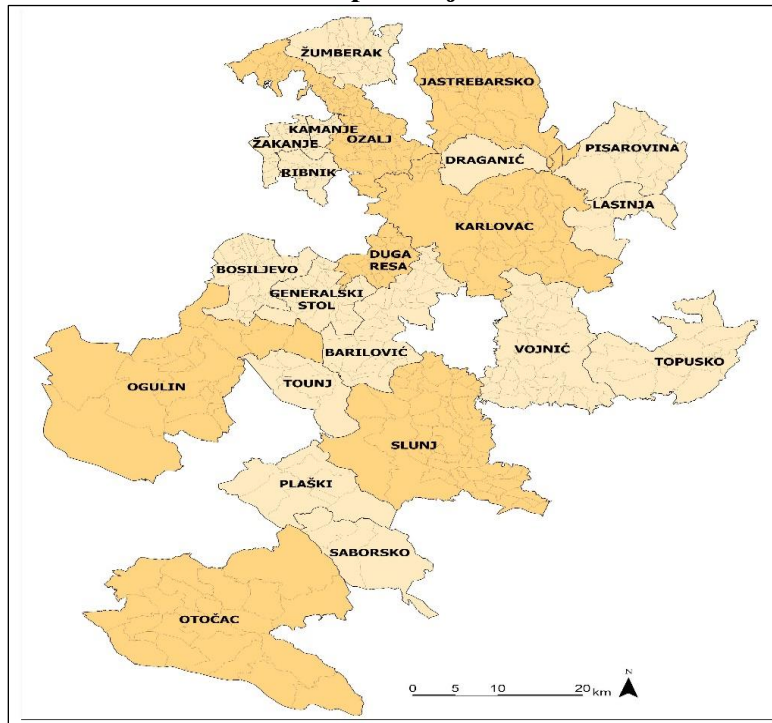 ŽUMBERAK
JASTREBARSKO
KAMANJE
OZALJ
ŽAKANJE
RIBNIK
DRAGANIĆ
PISAROVINA
LASINJA
KARLOVAC
DUGA
RESA
BOSILJEVO
GENERALSKI
STOL
BARILOVIĆ
VOJNIĆ
TOPUSKO
OGULIN
TOUNJ
SLUNJ
PLAŠKI
SABORSKO
OTOČAC
0 5 10 20 km
N